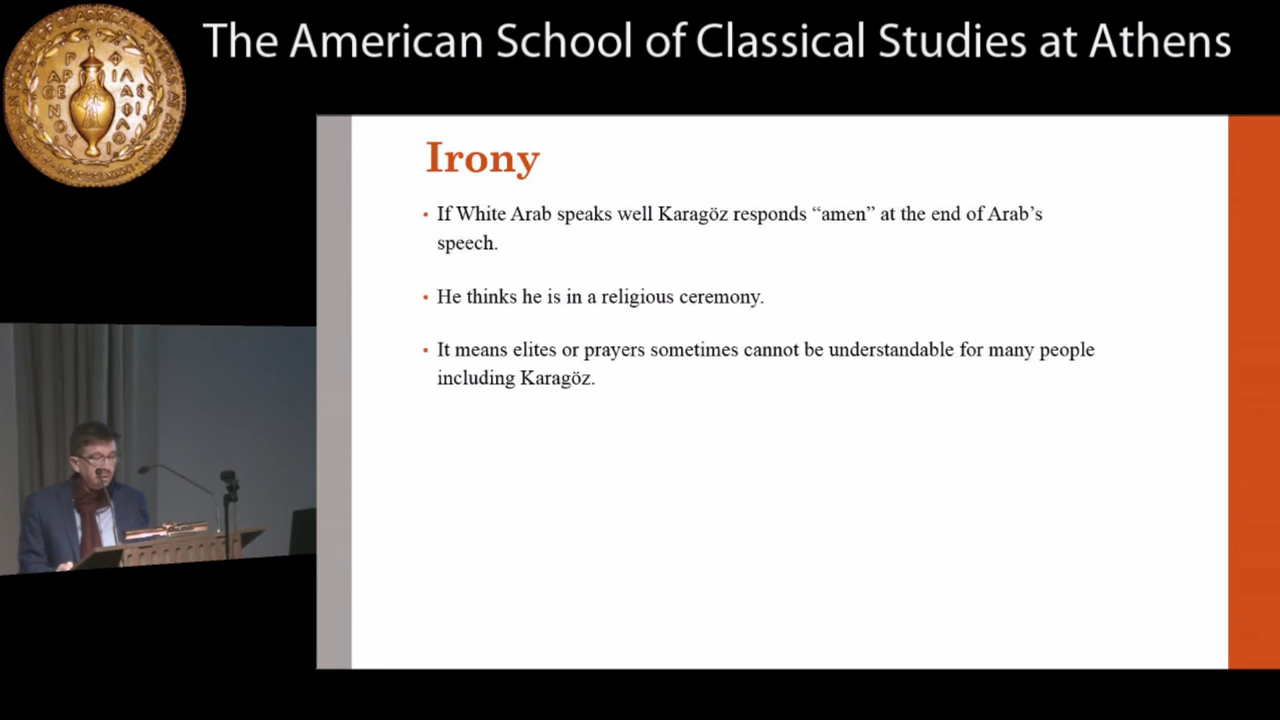 The American School of Classical Studies at Athens
Irony
• If White Arab speaks well Karagöz responds “amen” at the end of Arab’s
speech.
• He thinks he is in a religious ceremony.
• It means elites or prayers sometimes cannot be understandable for many people
including Karagöz.